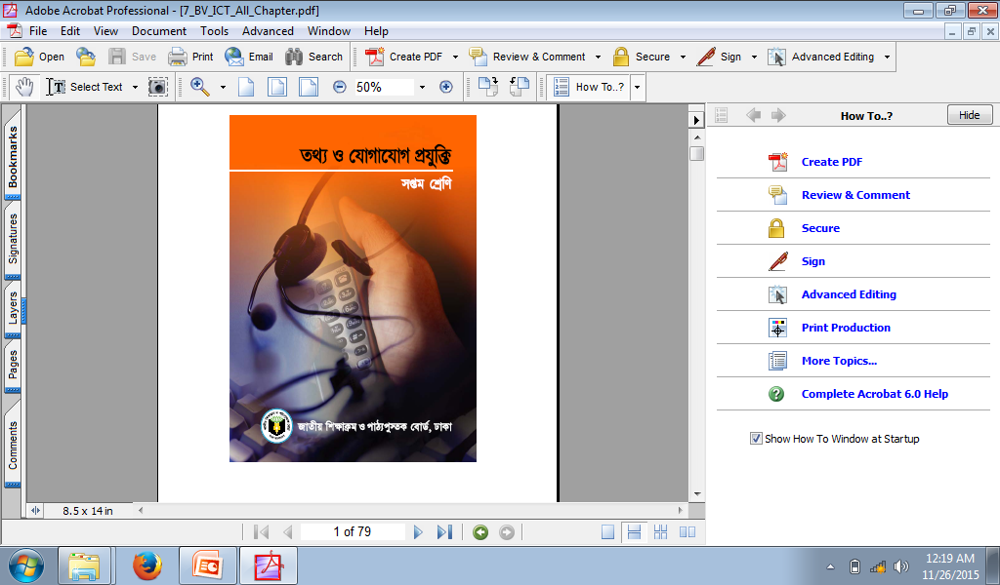 Adobe Acrobat Professional - [7_BV_ICT_All_Chapter.pdf]
File Edit View Document Tools Advanced Window Help
Open Save Print Email Search Create PDF Review & Comment Secure Sign Advanced Editing
Select Text 50% How To..?
Bookmarks
Signatures
Layers
Pages
Comments
তথ্য ও যোগাযোগ প্রযুক্তি
সপ্তম শ্রেণি
জাতীয় শিক্ষাক্রম ও পাঠ্যপুস্তক বোর্ড, ঢাকা
How To..? Hide
Create PDF
Review & Comment
Secure
Sign
Advanced Editing
Print Production
More Topics...
Complete Acrobat 6.0 Help
Show How To Window at Startup
8.5 x 14 in
1 of 79
12:19 AM
11/26/2015